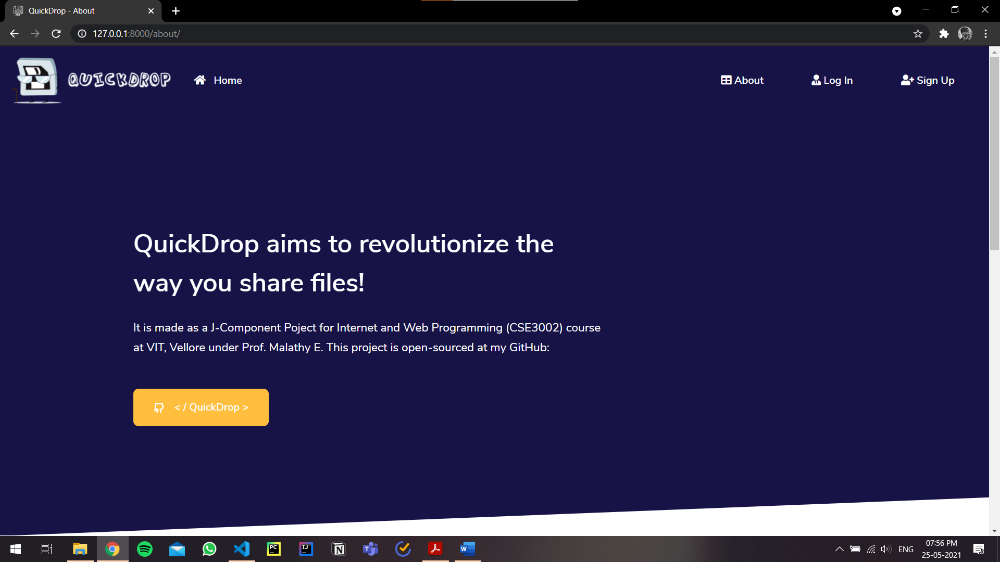 QuickDrop - About
127.0.0.1:8000/about/
QUICKDROP
Home
About
Log In
Sign Up
QuickDrop aims to revolutionize the
way you share files!
It is made as a J-Component Poject for Internet and Web Programming (CSE3002) course
at VIT, Vellore under Prof. Malathy E. This project is open-sourced at my GitHub:
< / QuickDrop >
PC
IJ
N
T
W
ENG
07:56 PM
25-05-2021